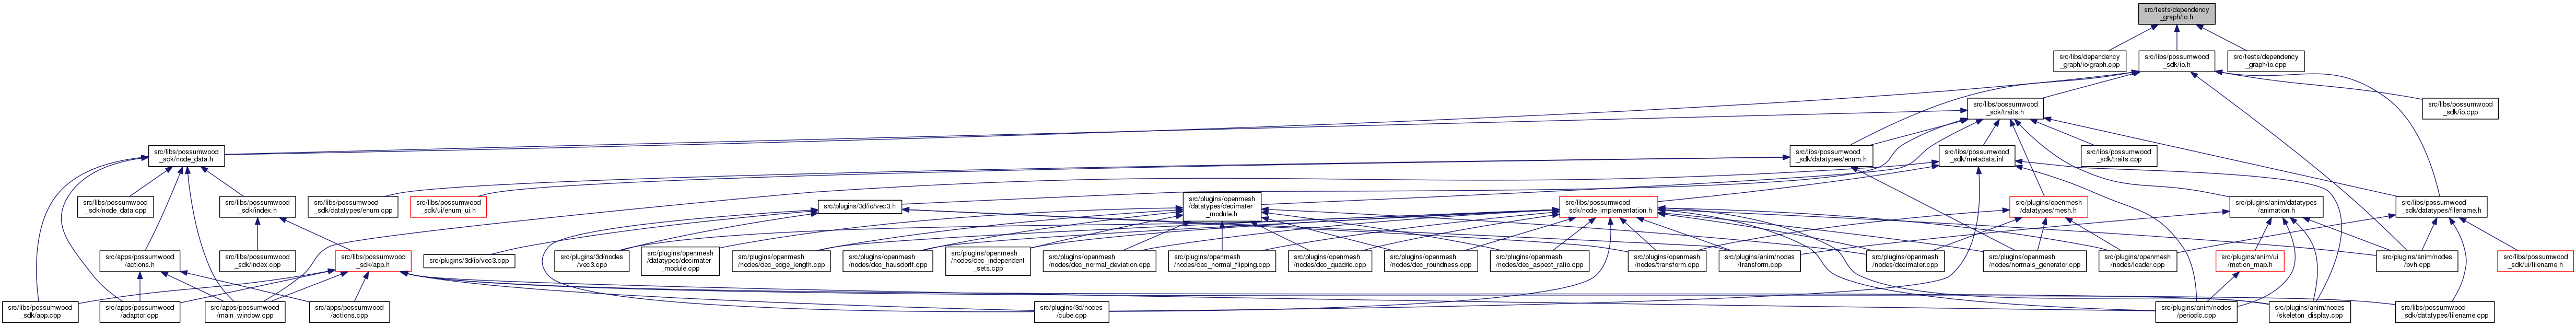 src/tests/dependency
_graph/io.h
src/libs/dependency
_graph/io/graph.cpp
src/libs/possumwood
_sdk/io.h
src/tests/dependency
_graph/io.cpp
src/libs/possumwood
_sdk/traits.h
src/libs/possumwood
_sdk/io.cpp
src/libs/possumwood
_sdk/node_data.h
src/libs/possumwood
_sdk/datatypes/enum.h
src/libs/possumwood
_sdk/metadata.inl
src/libs/possumwood
_sdk/traits.cpp
src/libs/possumwood
_sdk/node_data.cpp
src/libs/possumwood
_sdk/index.h
src/libs/possumwood
_sdk/datatypes/enum.cpp
src/libs/possumwood
_sdk/ui/enum_ui.h
src/plugins/3d/io/vec3.h
src/plugins/openmesh
/datatypes/decimater
_module.h
src/libs/possumwood
_sdk/node_implementation.h
src/plugins/openmesh
/datatypes/mesh.h
src/plugins/anim/datatypes
/animation.h
src/libs/possumwood
_sdk/datatypes/filename.h
src/apps/possumwood
/actions.h
src/libs/possumwood
_sdk/index.cpp
src/libs/possumwood
_sdk/app.h
src/plugins/3d/io/vec3.cpp
src/plugins/3d/nodes
/vec3.cpp
src/plugins/openmesh
/datatypes/decimater
_module.cpp
src/plugins/openmesh
/nodes/dec_edge_length.cpp
src/plugins/openmesh
/nodes/dec_hausdorff.cpp
src/plugins/openmesh
/nodes/dec_independent
_sets.cpp
src/plugins/openmesh
/nodes/dec_normal_deviation.cpp
src/plugins/openmesh
/nodes/dec_normal_flipping.cpp
src/plugins/openmesh
/nodes/dec_quadric.cpp
src/plugins/openmesh
/nodes/dec_roundness.cpp
src/plugins/openmesh
/nodes/dec_aspect_ratio.cpp
src/plugins/openmesh
/nodes/transform.cpp
src/plugins/anim/nodes
/transform.cpp
src/plugins/openmesh
/nodes/decimater.cpp
src/plugins/openmesh
/nodes/normals_generator.cpp
src/plugins/openmesh
/nodes/loader.cpp
src/plugins/anim/ui
/motion_map.h
src/plugins/anim/nodes
/bvh.cpp
src/libs/possumwood
_sdk/ui/filename.h
src/libs/possumwood
_sdk/app.cpp
src/apps/possumwood
/adaptor.cpp
src/apps/possumwood
/main_window.cpp
src/apps/possumwood
/actions.cpp
src/plugins/3d/nodes
/cube.cpp
src/plugins/anim/nodes
/periodic.cpp
src/plugins/anim/nodes
/skeleton_display.cpp
src/libs/possumwood
_sdk/datatypes/filename.cpp